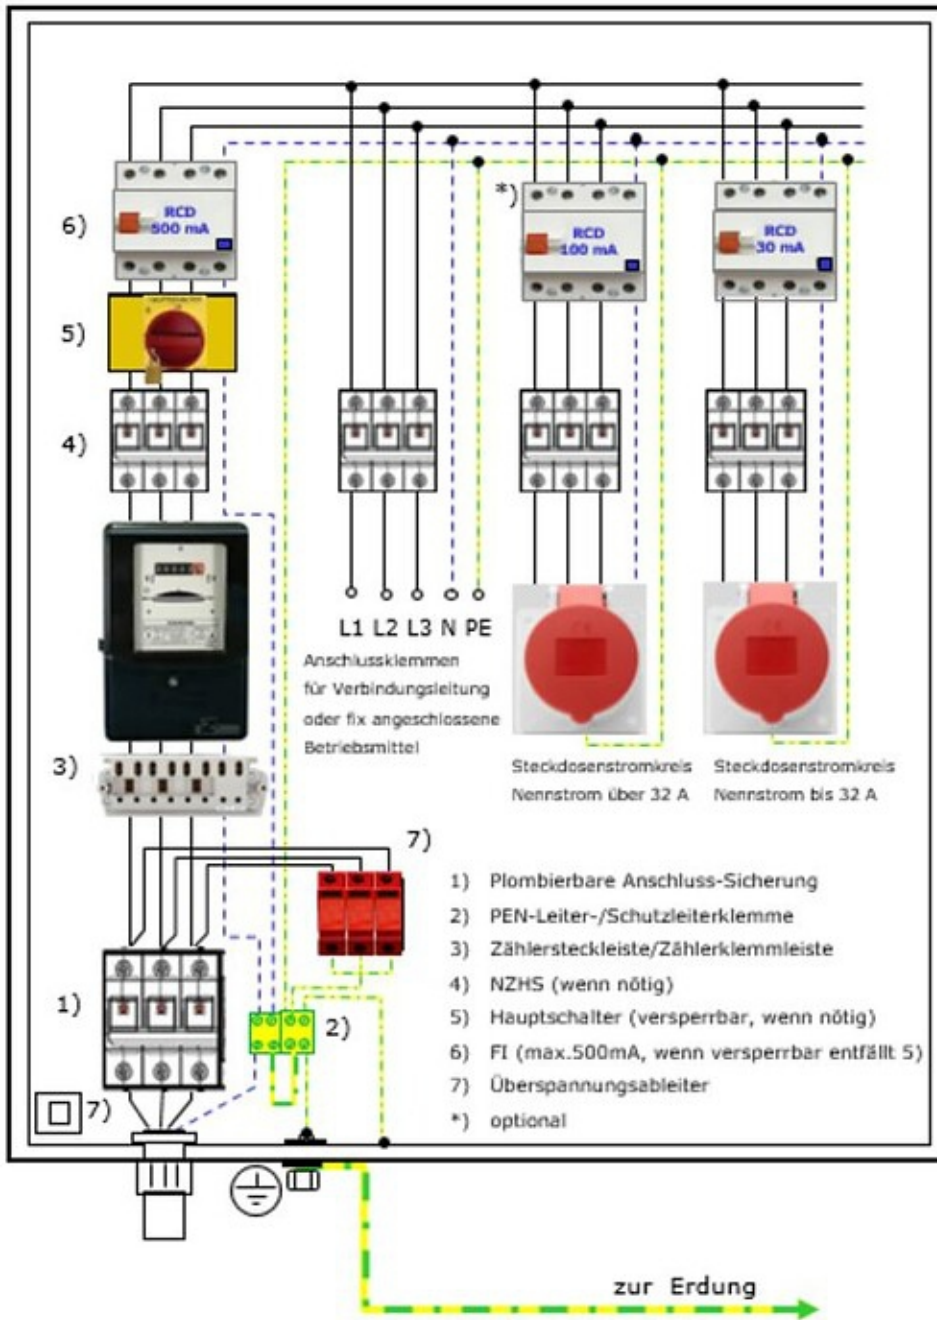 6)
RCD
500 mA
*)
RCD
100 mA
RCD
30 mA
5)
4)
L1 L2 L3 N PE
Anschlussklemmen
für Verbindungsleitung
oder fix angeschlossene
Betriebsmittel
Steckdosenstromkreis
Nennstrom über 32 A
Steckdosenstromkreis
Nennstrom bis 32 A
3)
7)
1) Plombierbare Anschluss-Sicherung
2) PEN-Leiter-/Schutzleiterklemme
3) Zählersteckleiste/Zählerklemmleiste
4) NZHS (wenn nötig)
5) Hauptschalter (versperrbar, wenn nötig)
6) FI (max.500mA, wenn versperrbar entfällt 5)
7) Überspannungsableiter
*) optional
1)
2)
7)
zur Erdung